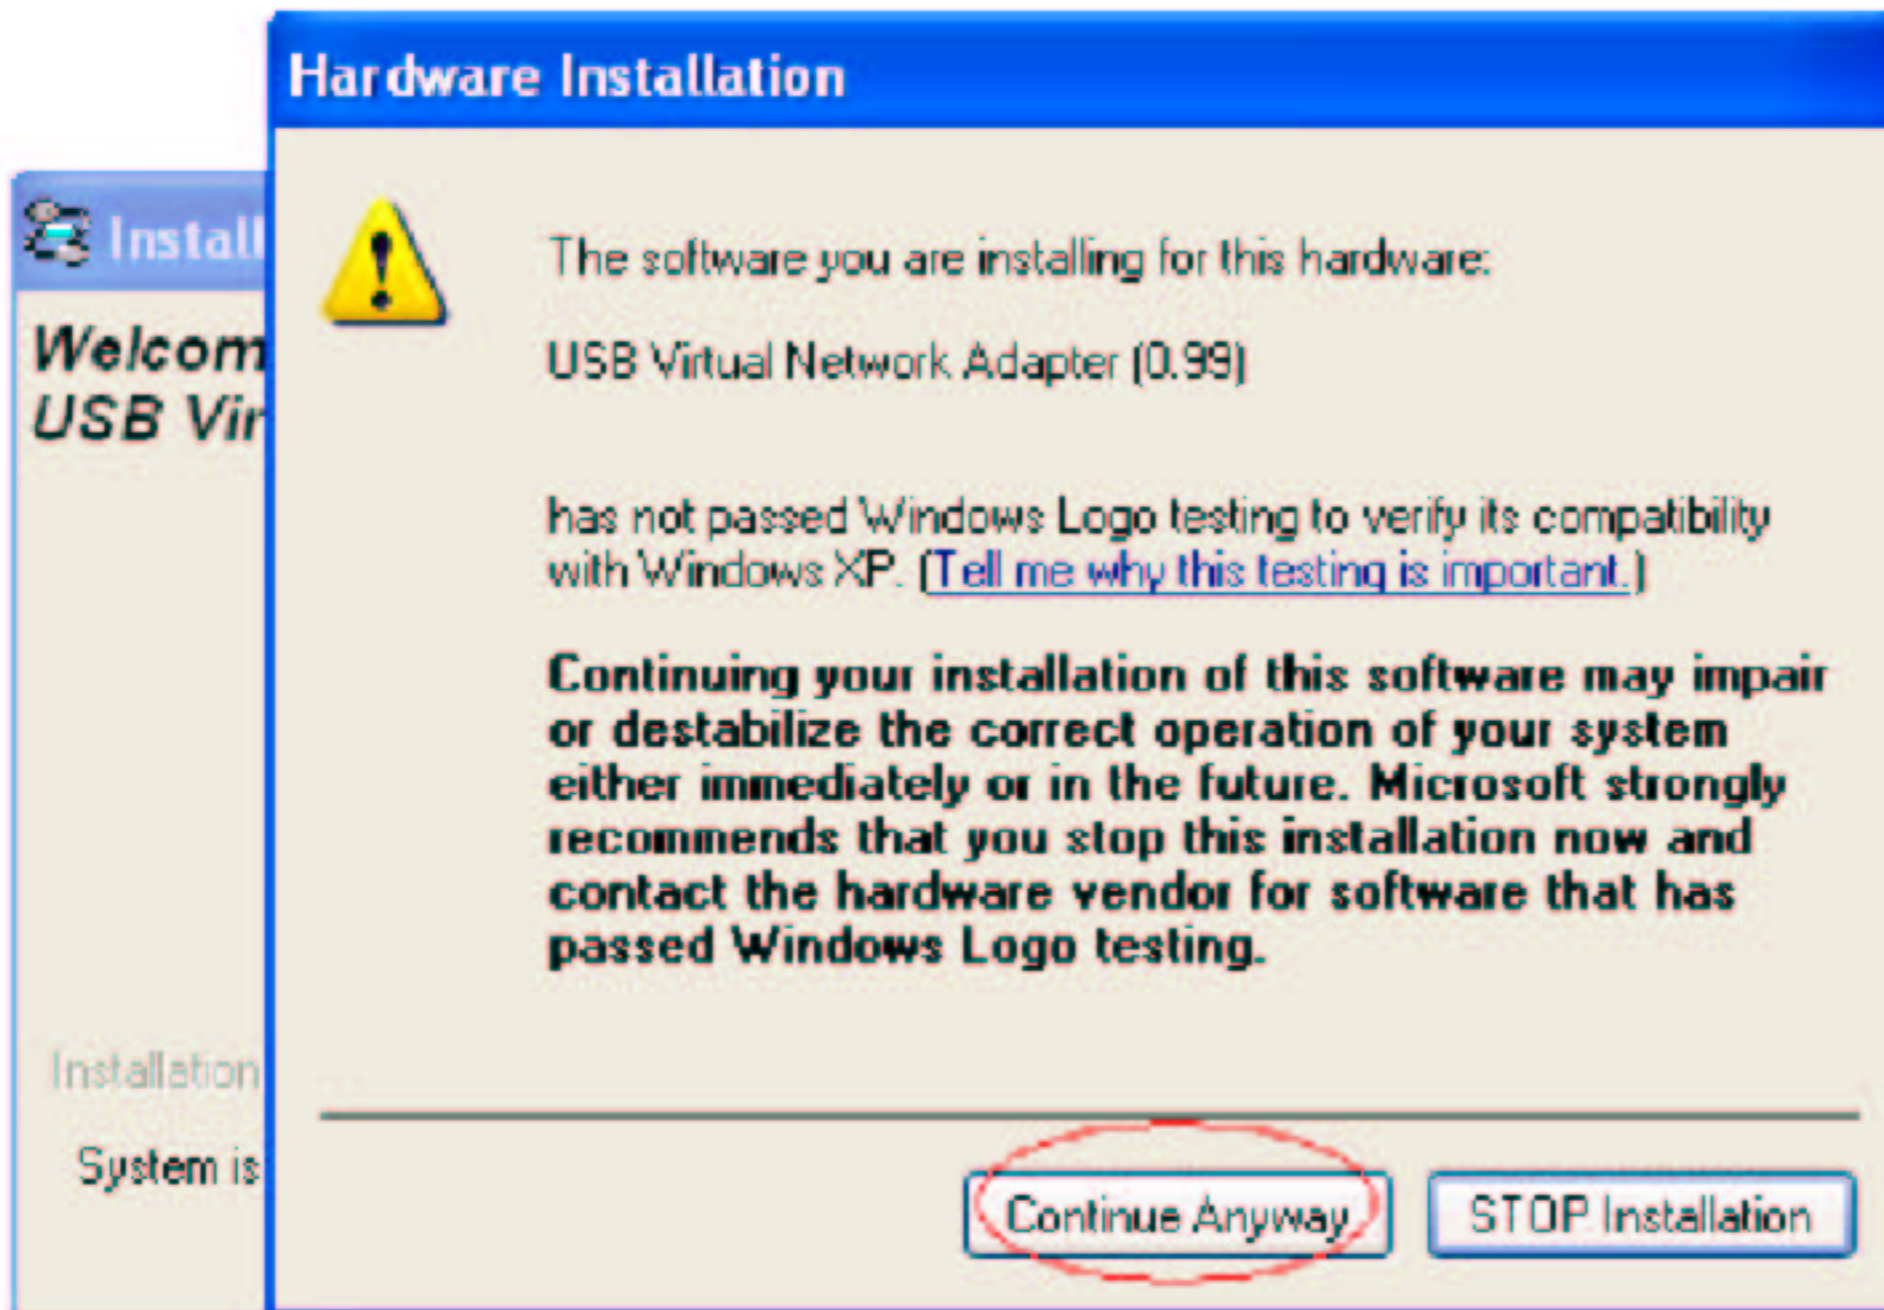 Hardware Installation
Install
Welcom
USB Vir
The software you are installing for this hardware:
USB Virtual Network Adapter (0.99)
has not passed Windows Logo testing to verify its compatibility
with Windows XP. (Tell me why this testing is important.)
Continuing your installation of this software may impair
or destabilize the correct operation of your system
either immediately or in the future. Microsoft strongly
recommends that you stop this installation now and
contact the hardware vendor for software that has
passed Windows Logo testing.
Installation
System is
Continue Anyway
STOP Installation